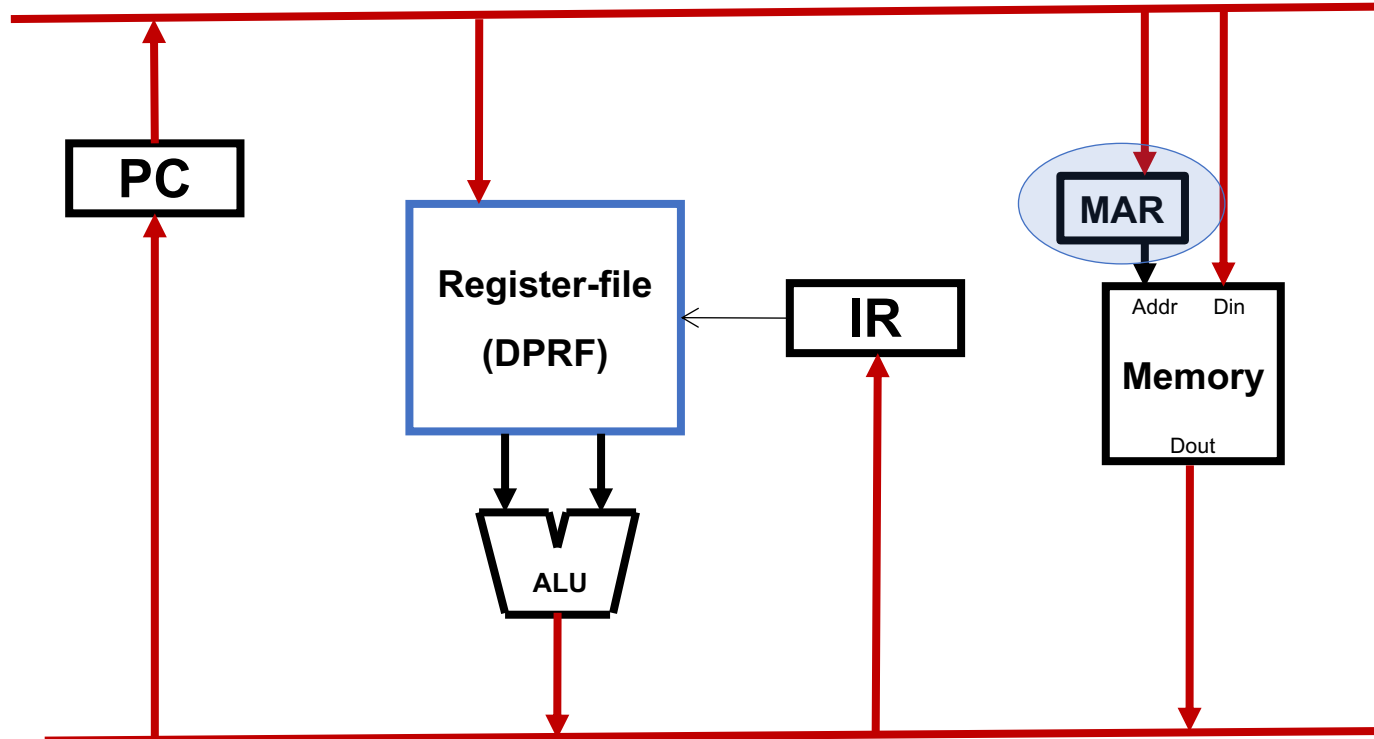 PC
MAR
Register-file
(DPRF)
IR
Addr Din
Memory
Dout
ALU